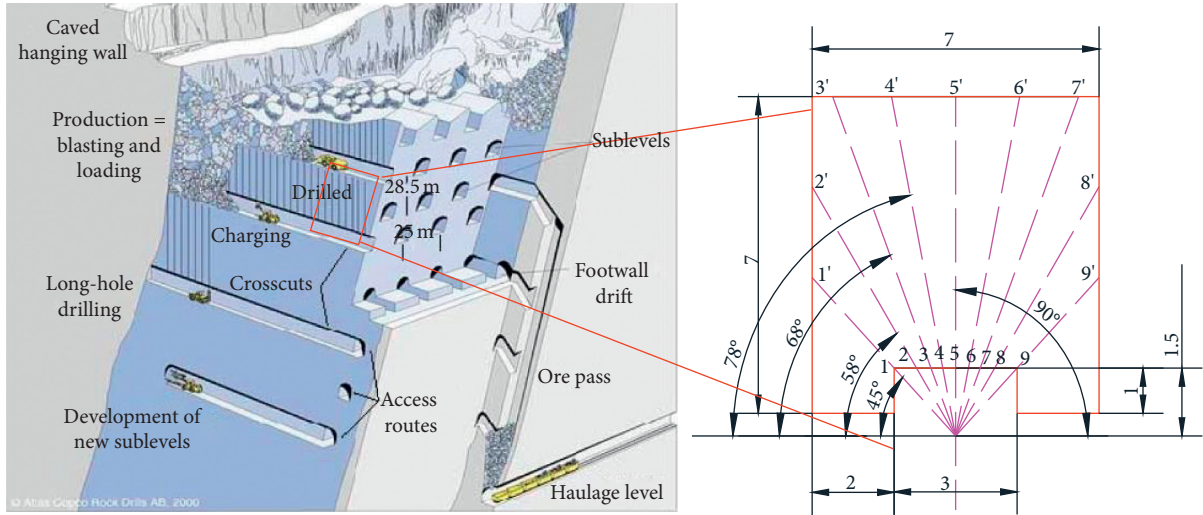 Caved
hanging wall
Production =
blasting and
loading
Sublevels
Drilled
28.5 m
Charging
25 m
Long-hole
drilling
Crosscuts
Footwall
drift
Ore pass
Development of
new sublevels
Access
routes
Haulage level
© Atlas Copco Rock Drills AB, 2000
7
3' 4' 5' 6' 7'
2' 8'
1' 9'
7
78°
68°
58°
45°
90°
1 2 3 4 5 6 7 8 9
1
1.5
2
3